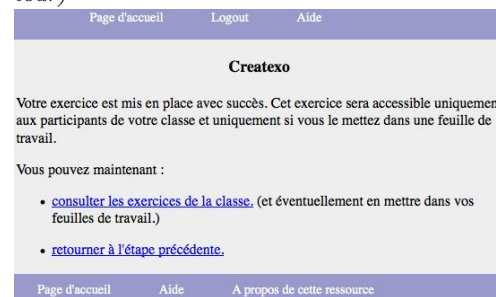 Page d'accueil Logout Aide
Createxo
Votre exercice est mis en place avec succès. Cet exercice sera accessible uniquemen
aux participants de votre classe et uniquement si vous le mettez dans une feuille de
travail.
Vous pouvez maintenant :
• consulter les exercices de la classe. (et éventuellement en mettre dans vos
feuilles de travail.)
• retourner à l'étape précédente.
Page d'accueil Aide A propos de cette ressource